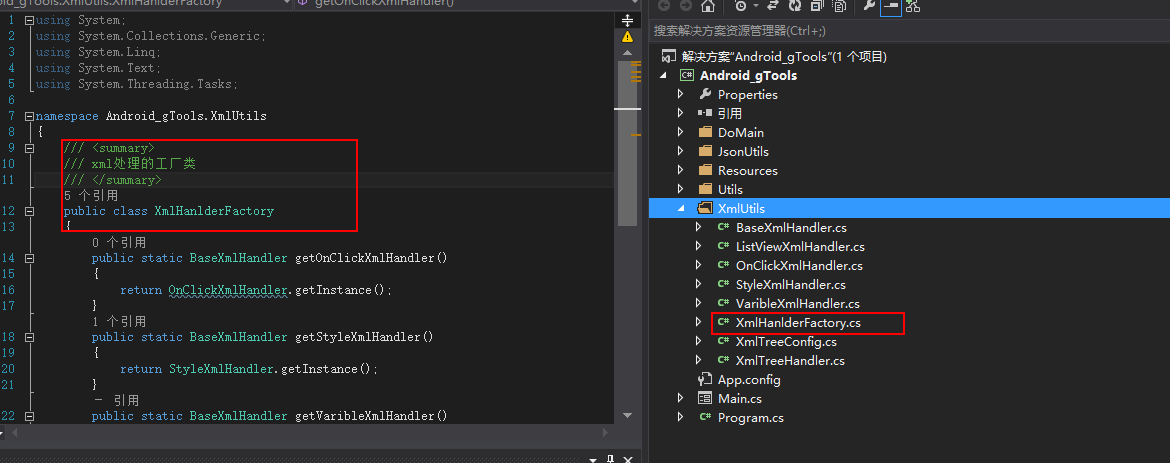 oid_gTools.XmlUtils.XmlHanlderFactory
getOnClickXmlHandler()
1 using System;
2 using System.Collections.Generic;
3 using System.Linq;
4 using System.Text;
5 using System.Threading.Tasks;
6
7 namespace Android_gTools.XmlUtils
8 {
9 /// <summary>
10 /// xml处理的工厂类
11 /// </summary>
5 个引用
12 public class XmlHanlderFactory
13 {
0 个引用
14 public static BaseXmlHandler getOnClickXmlHandler()
15 {
16 return OnClickXmlHandler.getInstance();
17 }
1 个引用
18 public static BaseXmlHandler getStyleXmlHandler()
19 {
20 return StyleXmlHandler.getInstance();
21 }
－ 引用
22 public static BaseXmlHandler getVaribleXmlHandler()
搜索解决方案资源管理器(Ctrl+;)
解决方案"Android_gTools"(1 个项目)
C# Android_gTools
Properties
引用
DoMain
JsonUtils
Resources
Utils
XmlUtils
C# BaseXmlHandler.cs
C# ListViewXmlHandler.cs
C# OnClickXmlHandler.cs
C# StyleXmlHandler.cs
C# VaribleXmlHandler.cs
C# XmlHanlderFactory.cs
C# XmlTreeConfig.cs
C# XmlTreeHandler.cs
App.config
Main.cs
C# Program.cs